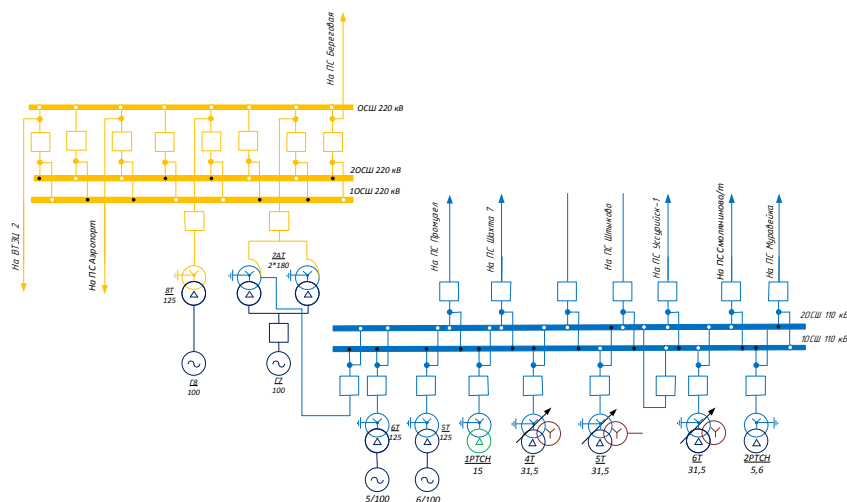 На ПС Береговая
ОСШ 220 кВ
2ОСШ 220 кВ
1ОСШ 220 кВ
На ВТЭЦ 2
На ПС Аэропорт
8Т
125
7АТ
2*180
Г8
100
Г7
100
На ПС Промузел
На ПС Шахта 7
На ПС Штыково
На ПС Уссурийск-1
На ПС Смоляниново/т
На ПС Муравейка
2ОСШ 110 кВ
1ОСШ 110 кВ
6Т
125
5Т
125
1РТСН
15
4Т
31,5
5Т
31,5
6Т
31,5
2РТСН
5,6
5/100
6/100